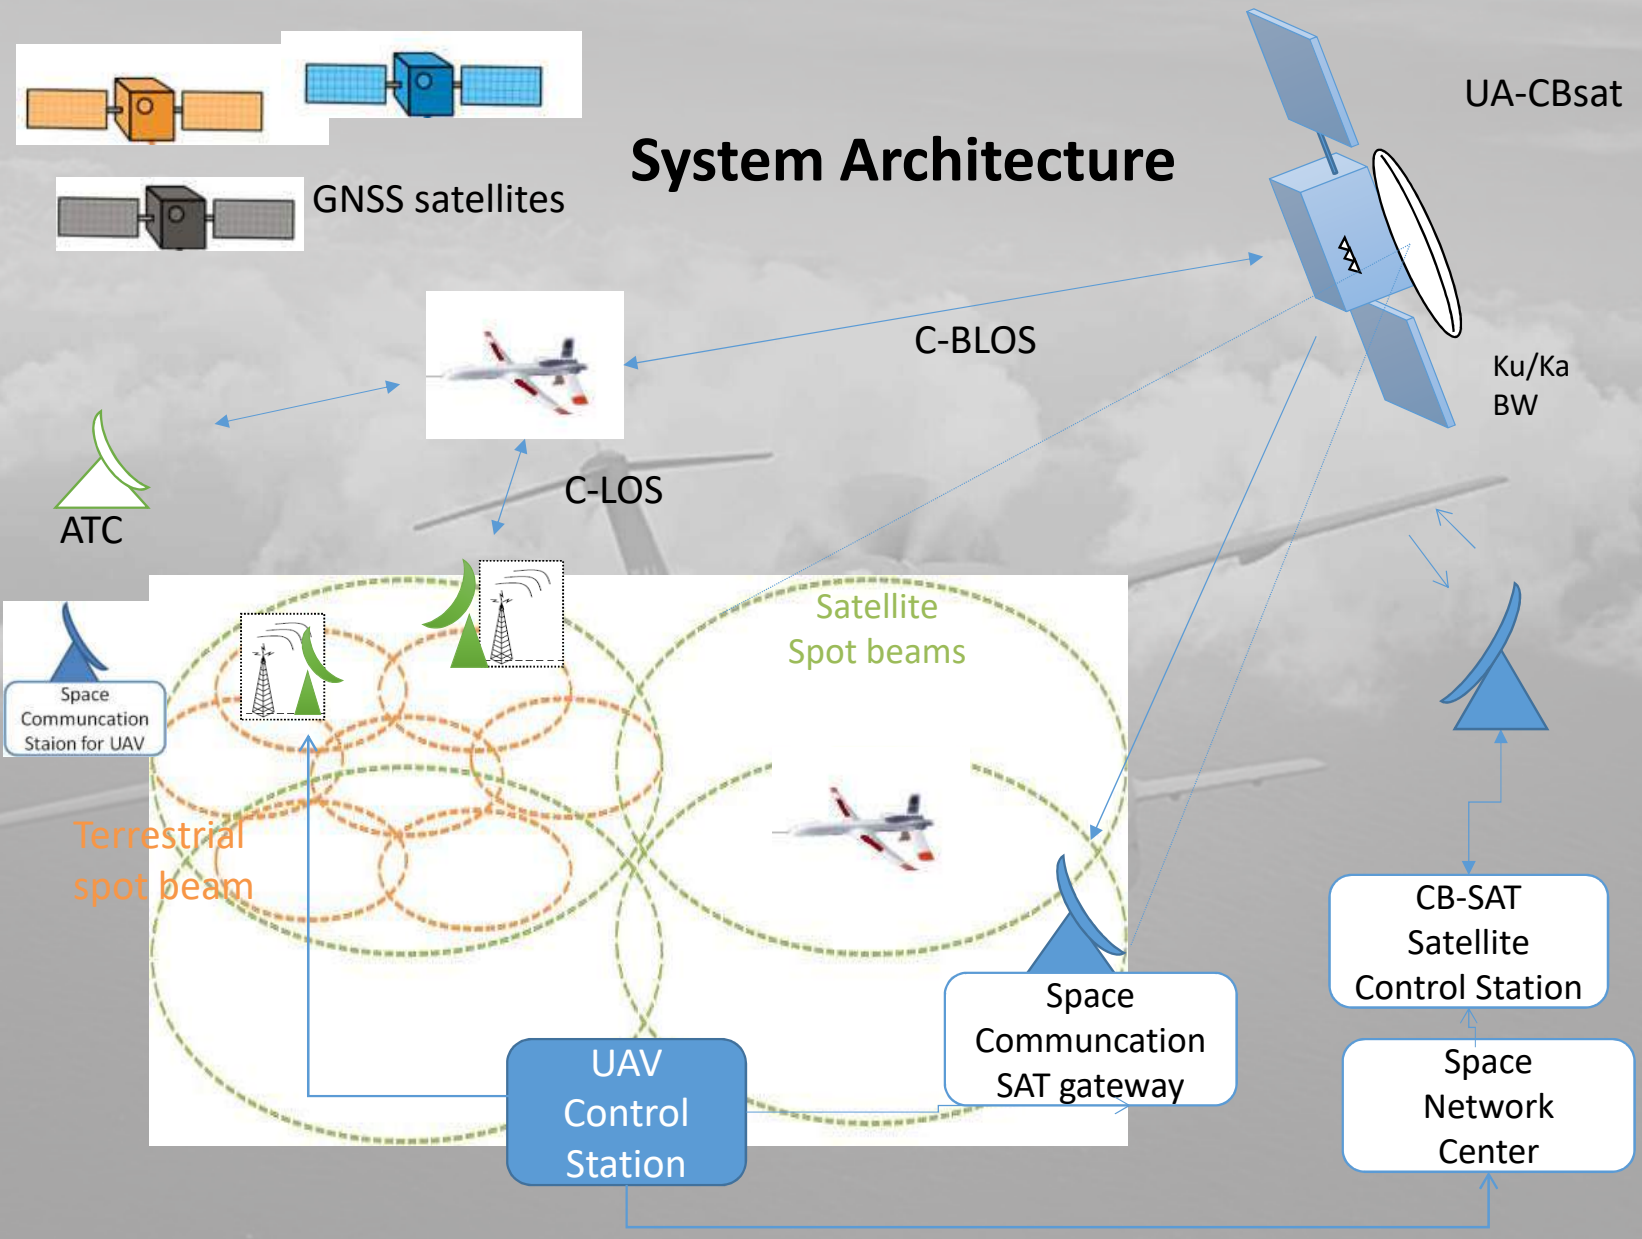 System Architecture
UA-CBsat
GNSS satellites
C-BLOS
Ku/Ka
BW
C-LOS
ATC
Satellite
Spot beams
Space
Communcation
Staion for UAV
Terrestrial
spot beam
CB-SAT
Satellite
Control Station
Space
Communcation
SAT gateway
UAV
Control
Station
Space
Network
Center